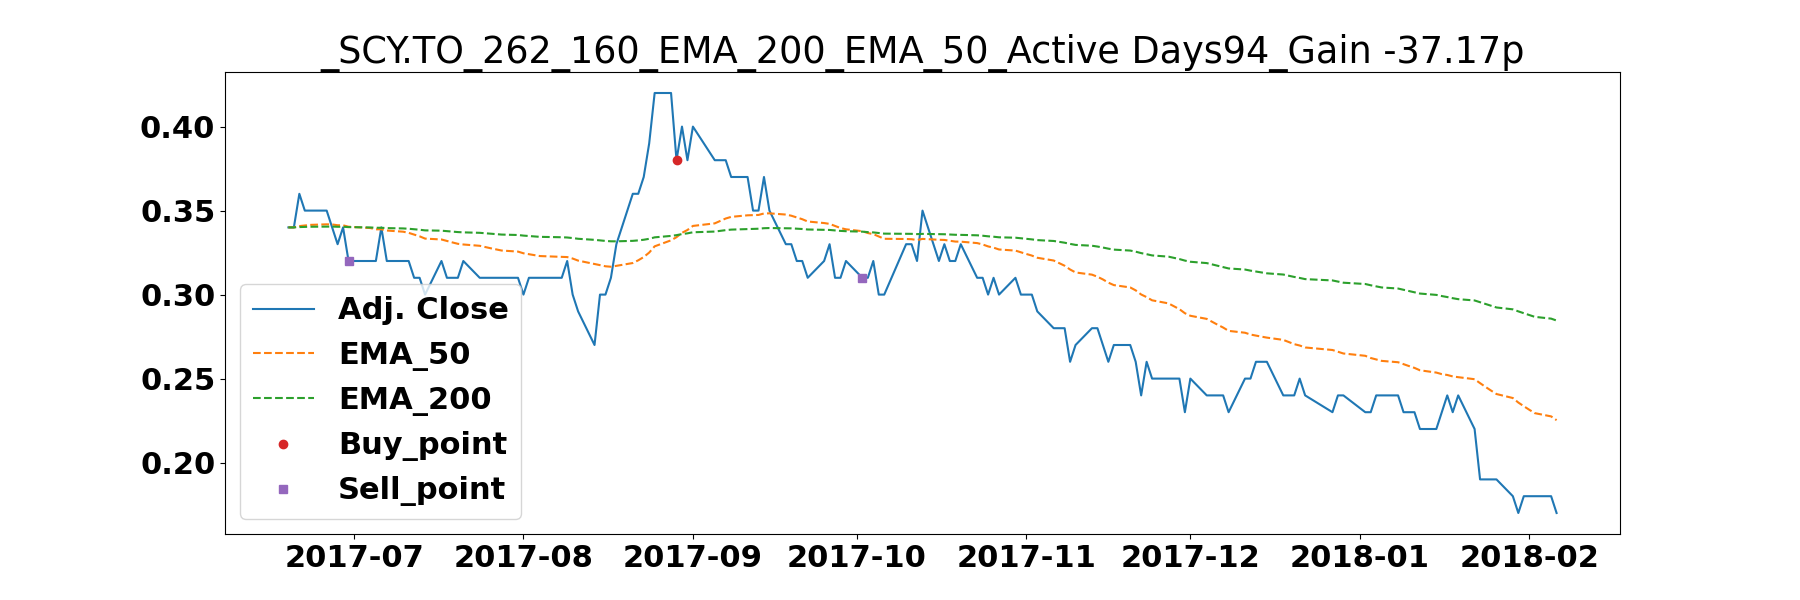 _SCY.TO_262_160_EMA_200_EMA_50_Active Days94_Gain -37.17p
0.40
0.35
0.30
0.25
0.20
Adj. Close
EMA_50
EMA_200
Buy_point
Sell_point
2017-07 2017-08 2017-09 2017-10 2017-11 2017-12 2018-01 2018-02